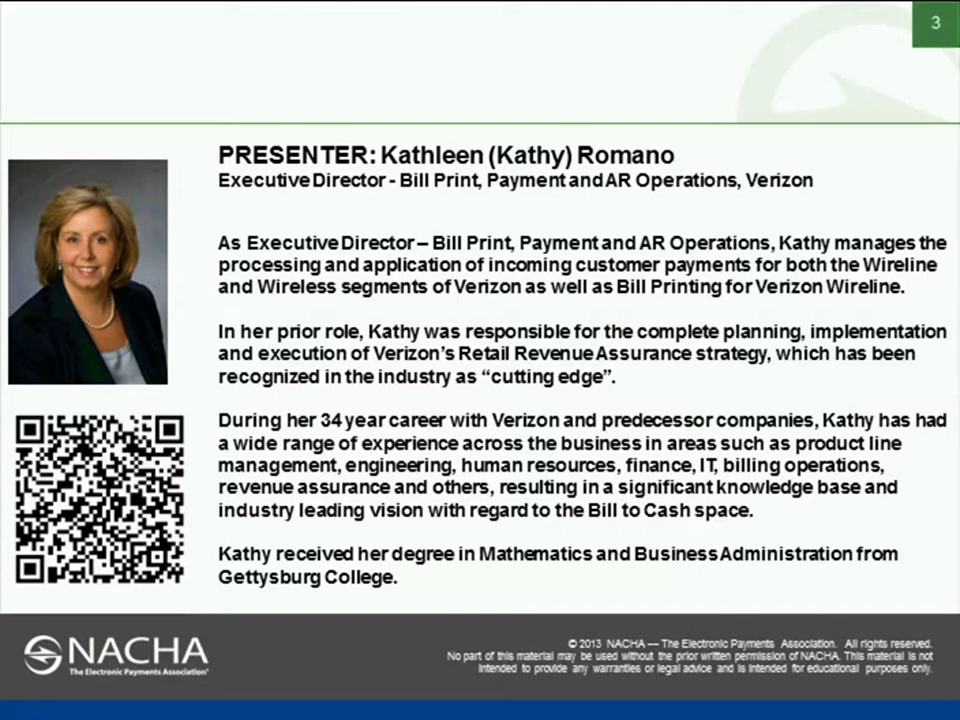 3
PRESENTER: Kathleen (Kathy) Romano
Executive Director - Bill Print, Payment and AR Operations, Verizon
As Executive Director – Bill Print, Payment and AR Operations, Kathy manages the
processing and application of incoming customer payments for both the Wireline
and Wireless segments of Verizon as well as Bill Printing for Verizon Wireline.
In her prior role, Kathy was responsible for the complete planning, implementation
and execution of Verizon's Retail Revenue Assurance strategy, which has been
recognized in the industry as “cutting edge”.
During her 34 year career with Verizon and predecessor companies, Kathy has had
a wide range of experience across the business in areas such as product line
management, engineering, human resources, finance, IT, billing operations,
revenue assurance and others, resulting in a significant knowledge base and
industry leading vision with regard to the Bill to Cash space.
Kathy received her degree in Mathematics and Business Administration from
Gettysburg College.
NACHA
The Electronic Payments Association®
© 2013 NACHA — The Electronic Payments Association. All rights reserved.
No part of this material may be used without the prior written permission of NACHA. This material is not
intended to provide any warranties or legal advice and is intended for educational purposes only.